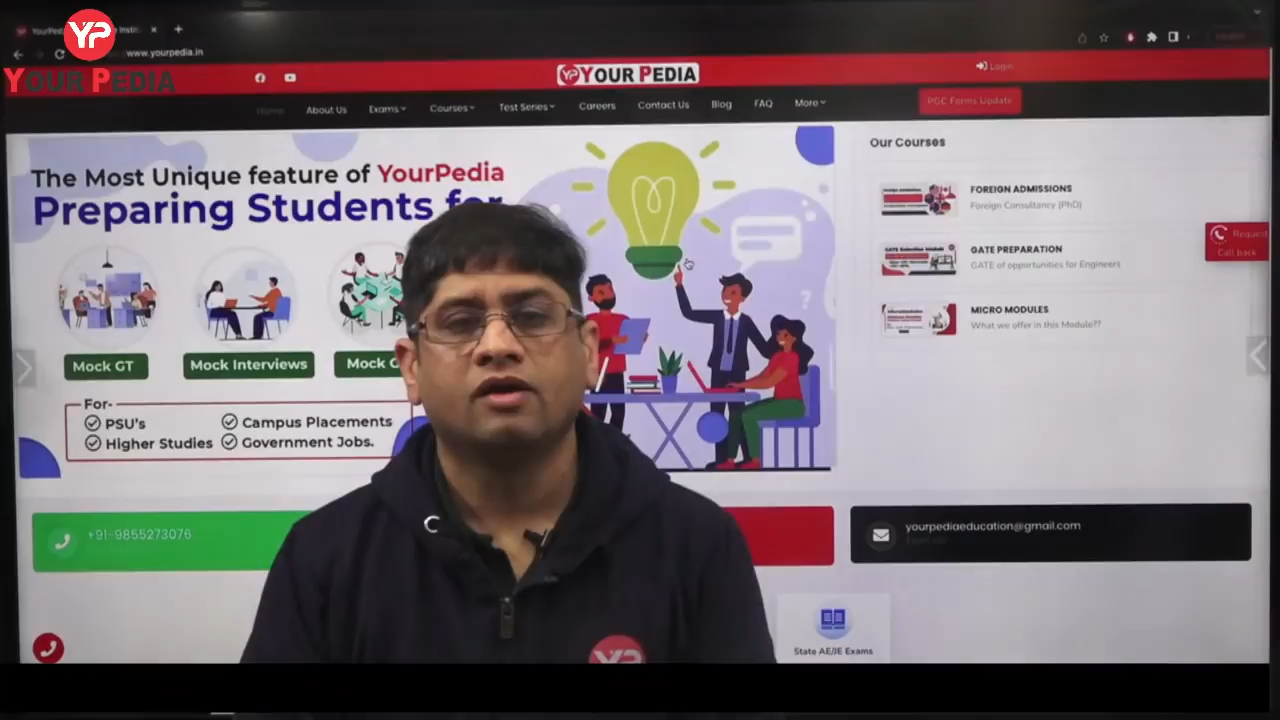 YP
YOUR PEDIA
www.yourpedia.in
YP YOUR PEDIA
Login
Home
About Us
Exams
Courses
Test Series
Careers
Contact Us
Blog
FAQ
More
PGC Forms Update
The Most Unique feature of YourPedia
Preparing Students for
Mock GT
Mock Interviews
Mock G
For-
PSU's
Campus Placements
Higher Studies
Government Jobs.
Our Courses
FOREIGN ADMISSIONS
Foreign Consultancy (PhD)
GATE PREPARATION
GATE of opportunities for Engineers
MICRO MODULES
What we offer in this Module??
Request
Call back
+91-9855273076
yourpediaeducation@gmail.com
State AE/JE Exams
YP